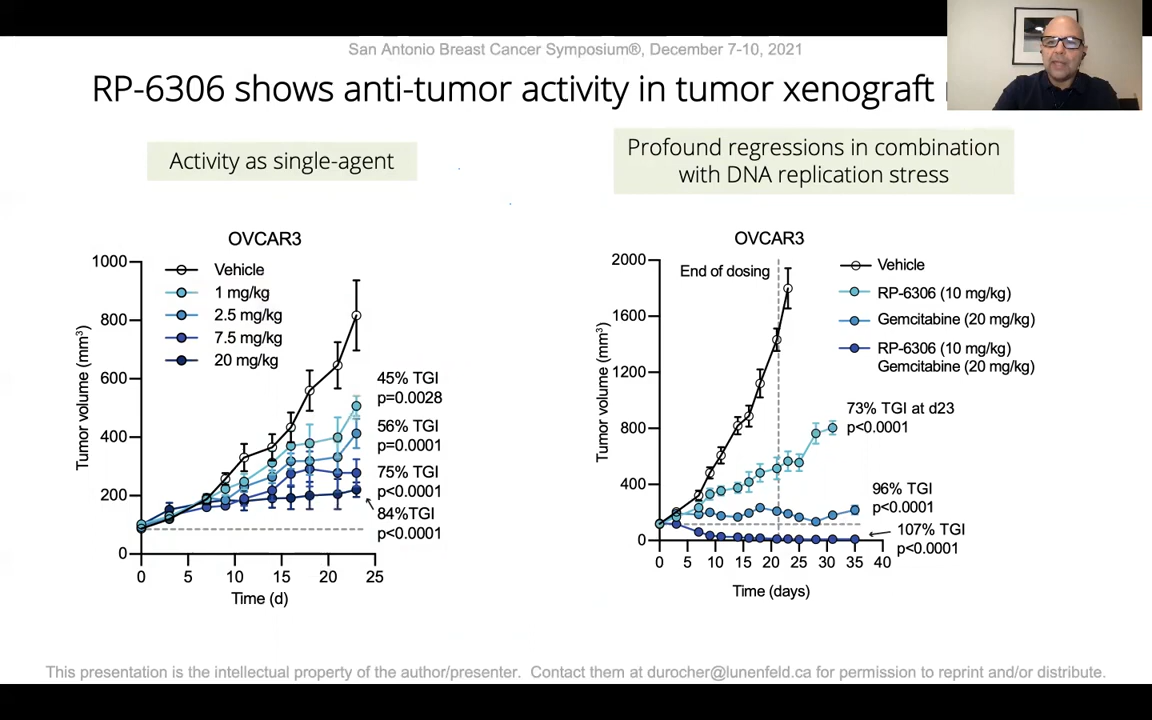 San Antonio Breast Cancer Symposium®, December 7-10, 2021
RP-6306 shows anti-tumor activity in tumor xenograft
Activity as single-agent
Profound regressions in combination
with DNA replication stress
OVCAR3
1000
800
600
400
200
0
Tumor volume (mm³)
Vehicle
1 mg/kg
2.5 mg/kg
7.5 mg/kg
20 mg/kg
45% TGI
p=0.0028
56% TGI
p=0.0001
75% TGI
p<0.0001
84%TGI
p<0.0001
0 5 10 15 20 25
Time (d)
OVCAR3
2000
1600
1200
800
400
0
Tumor volume (mm³)
End of dosing
Vehicle
RP-6306 (10 mg/kg)
Gemcitabine (20 mg/kg)
RP-6306 (10 mg/kg)
Gemcitabine (20 mg/kg)
73% TGI at d23
p<0.0001
96% TGI
p<0.0001
107% TGI
p<0.0001
0 5 10 15 20 25 30 35 40
Time (days)
This presentation is the intellectual property of the author/presenter. Contact them at durocher@lunenfeld.ca for permission to reprint and/or distribute.